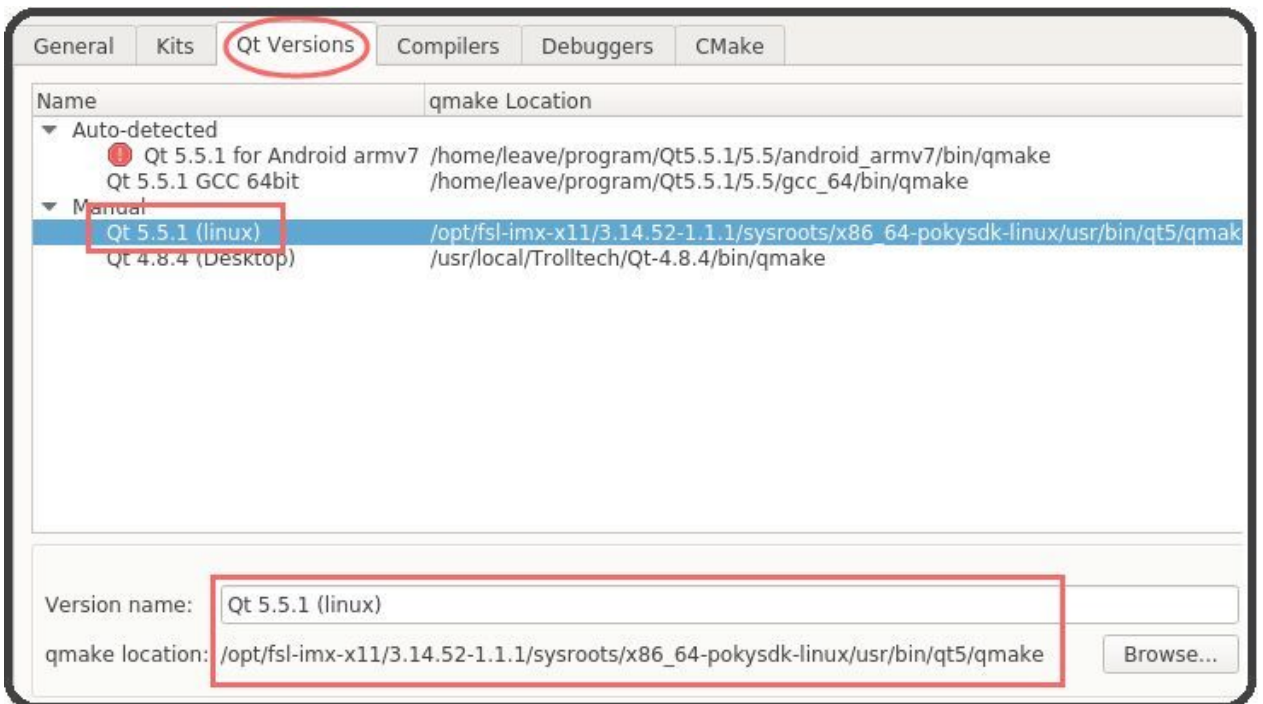 General Kits Qt Versions Compilers Debuggers CMake
Name qmake Location
Auto-detected
Qt 5.5.1 for Android armv7 /home/leave/program/Qt5.5.1/5.5/android_armv7/bin/qmake
Qt 5.5.1 GCC 64bit /home/leave/program/Qt5.5.1/5.5/gcc_64/bin/qmake
Manual
Qt 5.5.1 (linux) /opt/fsl-imx-x11/3.14.52-1.1.1/sysroots/x86_64-pokysdk-linux/usr/bin/qt5/qmak
Qt 4.8.4 (Desktop) /usr/local/Trolltech/Qt-4.8.4/bin/qmake
Version name: Qt 5.5.1 (linux)
qmake location: /opt/fsl-imx-x11/3.14.52-1.1.1/sysroots/x86_64-pokysdk-linux/usr/bin/qt5/qmake Browse...